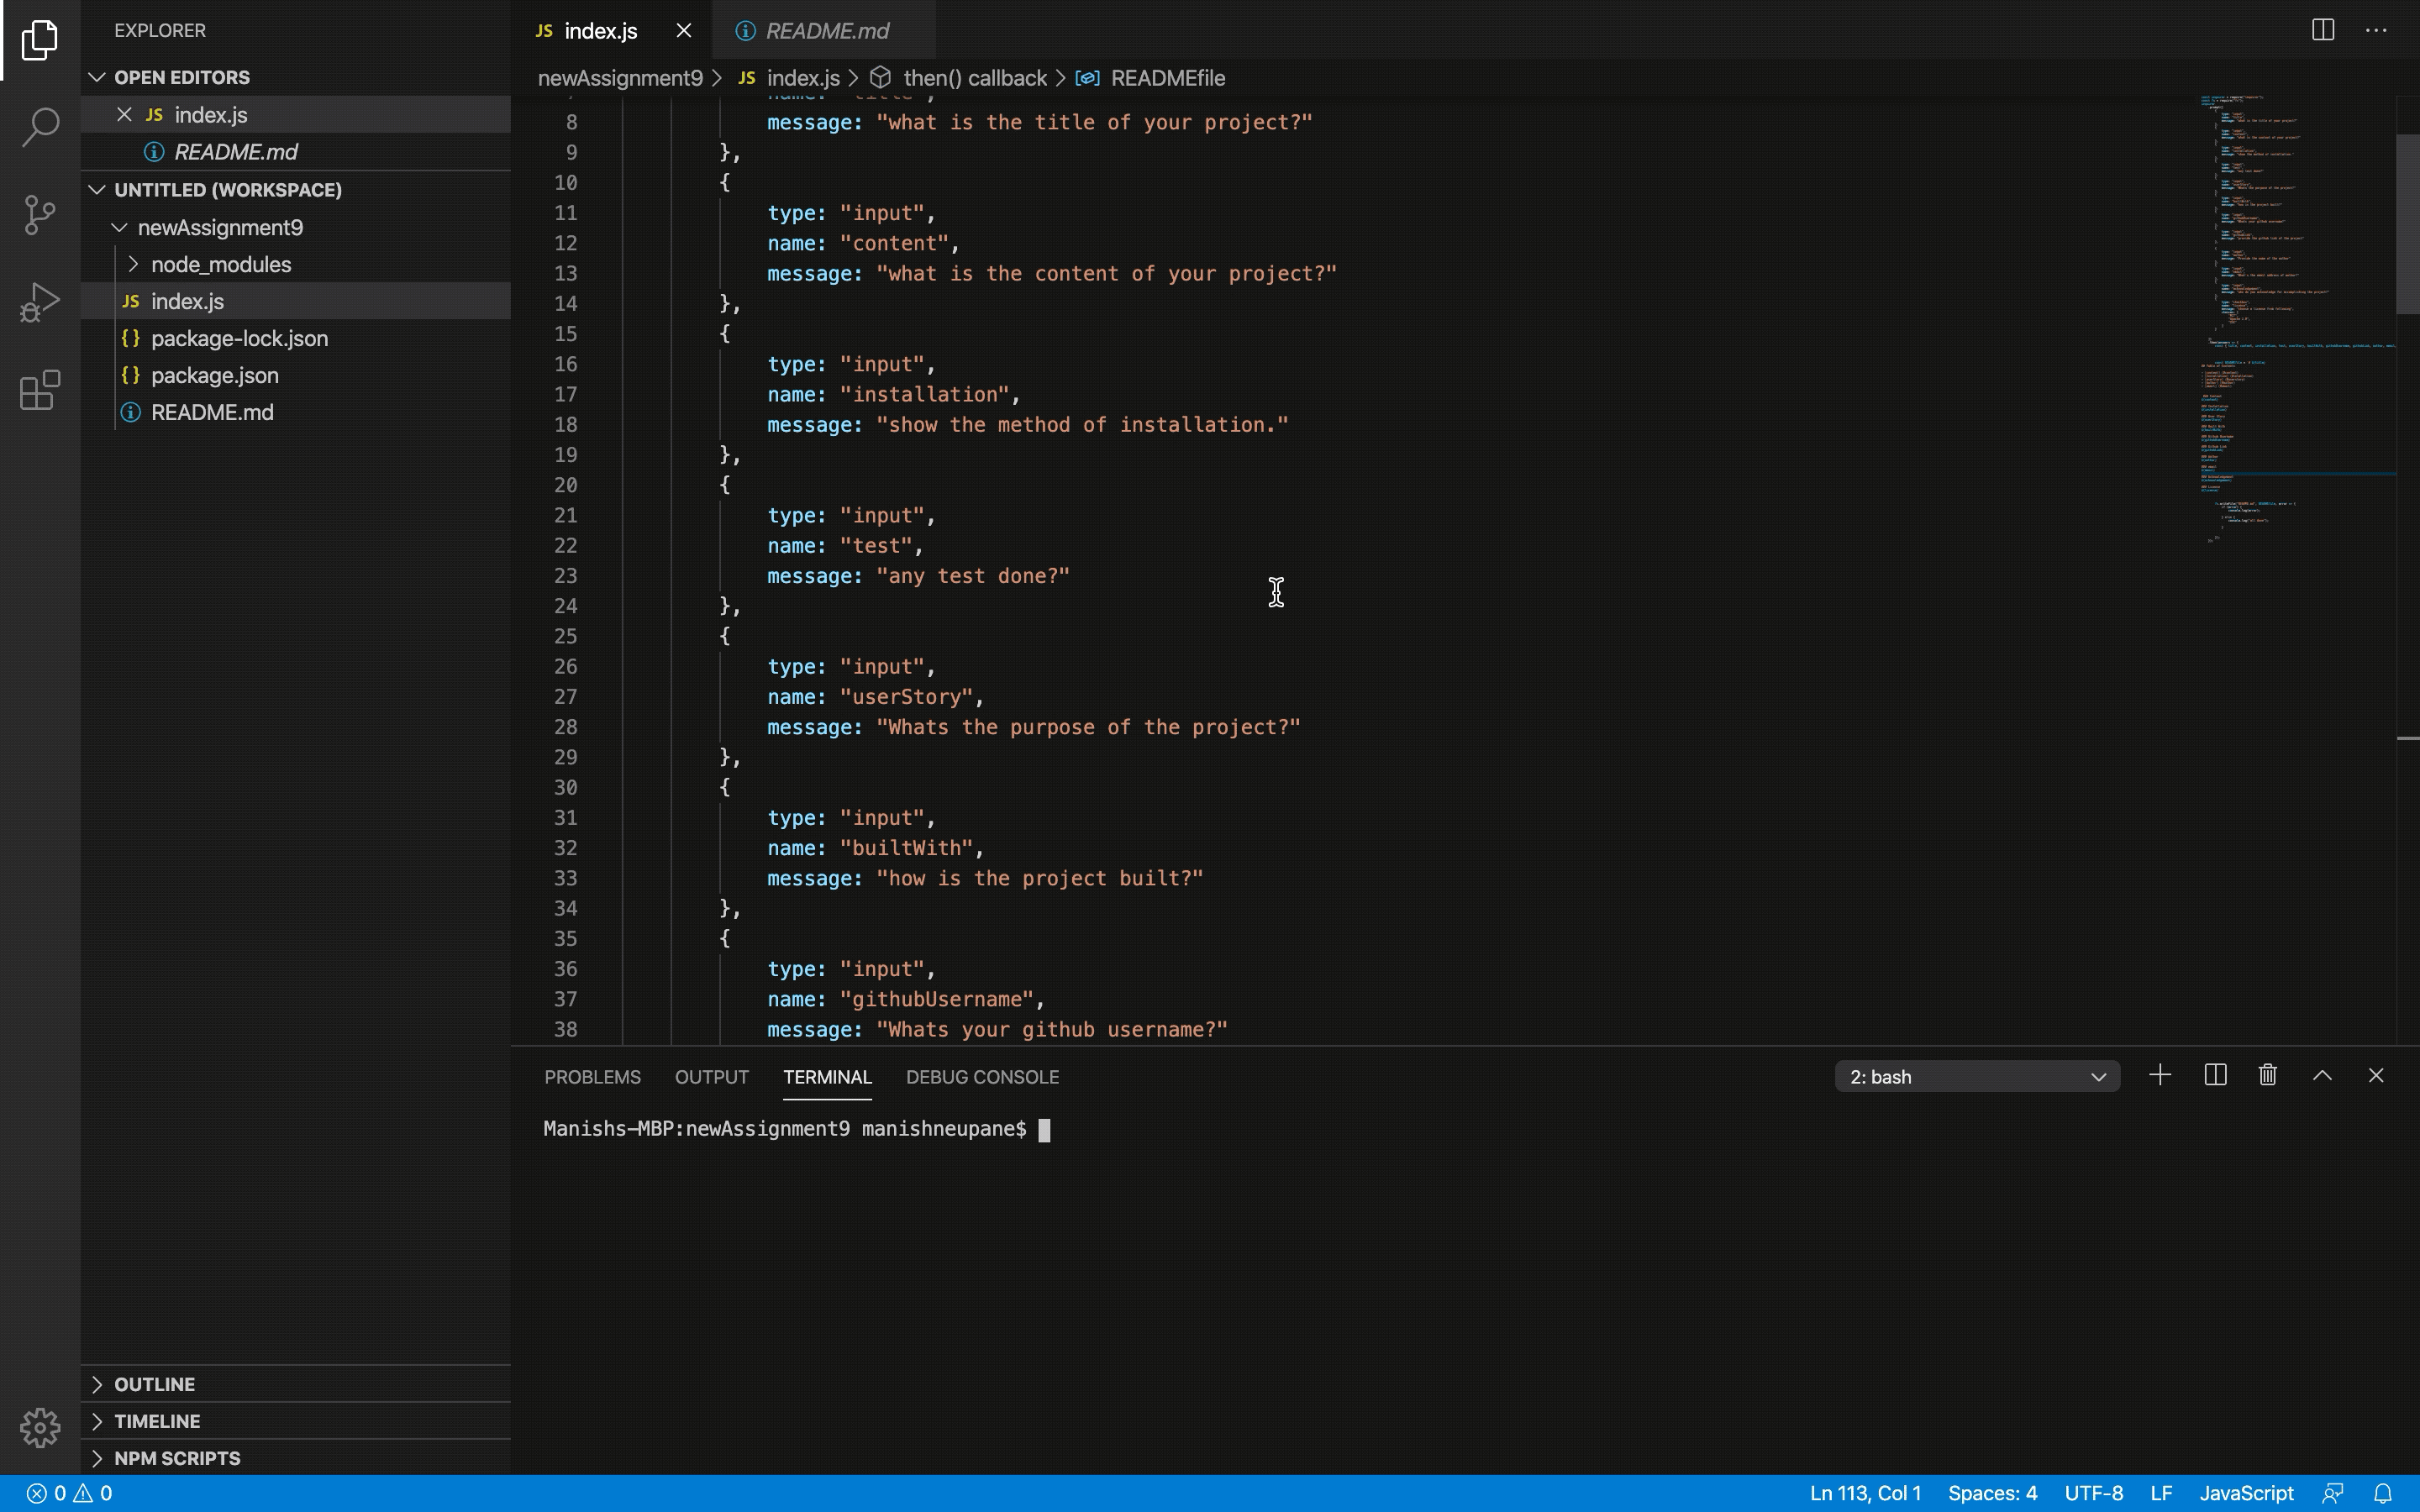 EXPLORER
OPEN EDITORS
JS index.js
README.md
UNTITLED (WORKSPACE)
newAssignment9
node_modules
JS index.js
{} package-lock.json
{} package.json
README.md
OUTLINE
TIMELINE
NPM SCRIPTS
JS index.js
README.md
newAssignment9 > JS index.js > then() callback > READMEfile
8 message: "what is the title of your project?"
9 },
10 {
11 type: "input",
12 name: "content",
13 message: "what is the content of your project?"
14 },
15 {
16 type: "input",
17 name: "installation",
18 message: "show the method of installation."
19 },
20 {
21 type: "input",
22 name: "test",
23 message: "any test done?"
24 },
25 {
26 type: "input",
27 name: "userStory",
28 message: "Whats the purpose of the project?"
29 },
30 {
31 type: "input",
32 name: "builtWith",
33 message: "how is the project built?"
34 },
35 {
36 type: "input",
37 name: "githubUsername",
38 message: "Whats your github username?"
PROBLEMS OUTPUT TERMINAL DEBUG CONSOLE
2: bash
Manishs-MBP:newAssignment9 manishneupane$
0 0
Ln 113, Col 1 Spaces: 4 UTF-8 LF JavaScript